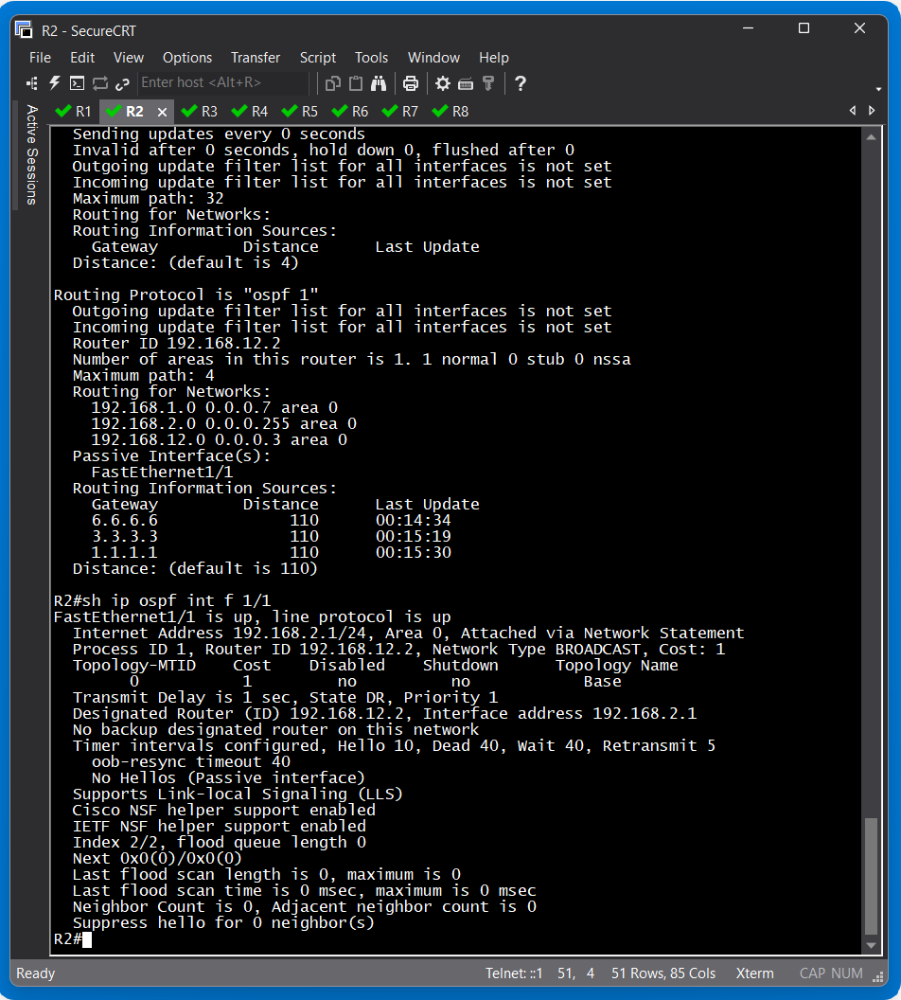 R2 - SecureCRT
File Edit View Options Transfer Script Tools Window Help
Enter host <Alt+R>
R1 R2 R3 R4 R5 R6 R7 R8
Active Sessions
Sending updates every 0 seconds
Invalid after 0 seconds, hold down 0, flushed after 0
Outgoing update filter list for all interfaces is not set
Incoming update filter list for all interfaces is not set
Maximum path: 32
Routing for Networks:
Routing Information Sources:
Gateway Distance Last Update
Distance: (default is 4)
Routing Protocol is "ospf 1"
Outgoing update filter list for all interfaces is not set
Incoming update filter list for all interfaces is not set
Router ID 192.168.12.2
Number of areas in this router is 1. 1 normal 0 stub 0 nssa
Maximum path: 4
Routing for Networks:
192.168.1.0 0.0.0.7 area 0
192.168.2.0 0.0.0.255 area 0
192.168.12.0 0.0.0.3 area 0
Passive Interface(s):
FastEthernet1/1
Routing Information Sources:
Gateway Distance Last Update
6.6.6.6 110 00:14:34
3.3.3.3 110 00:15:19
1.1.1.1 110 00:15:30
Distance: (default is 110)
R2#sh ip ospf int f 1/1
FastEthernet1/1 is up, line protocol is up
Internet Address 192.168.2.1/24, Area 0, Attached via Network Statement
Process ID 1, Router ID 192.168.12.2, Network Type BROADCAST, Cost: 1
Topology-MTID Cost Disabled Shutdown Topology Name
0 1 no no Base
Transmit Delay is 1 sec, State DR, Priority 1
Designated Router (ID) 192.168.12.2, Interface address 192.168.2.1
No backup designated router on this network
Timer intervals configured, Hello 10, Dead 40, Wait 40, Retransmit 5
oob-resync timeout 40
No Hellos (Passive interface)
Supports Link-local Signaling (LLS)
Cisco NSF helper support enabled
IETF NSF helper support enabled
Index 2/2, flood queue length 0
Next 0x0(0)/0x0(0)
Last flood scan length is 0, maximum is 0
Last flood scan time is 0 msec, maximum is 0 msec
Neighbor Count is 0, Adjacent neighbor count is 0
Suppress hello for 0 neighbor(s)
R2#
Ready Telnet: ::1 51, 4 51 Rows, 85 Cols Xterm CAP NUM